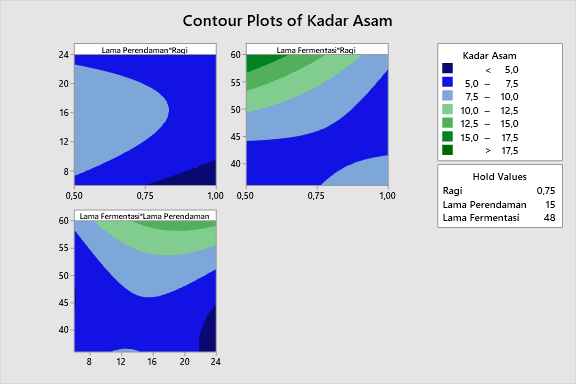 Contour Plots of Kadar Asam
Lama Perendaman*Ragi
24
20
16
12
8
0,50
0,75
1,00
Lama Fermentasi*Ragi
60
55
50
45
40
0,50
0,75
1,00
Lama Fermentasi*Lama Perendaman
60
55
50
45
40
8
12
16
20
24
Kadar Asam
< 5,0
5,0 – 7,5
7,5 – 10,0
10,0 – 12,5
12,5 – 15,0
15,0 – 17,5
> 17,5
Hold Values
Ragi 0,75
Lama Perendaman 15
Lama Fermentasi 48